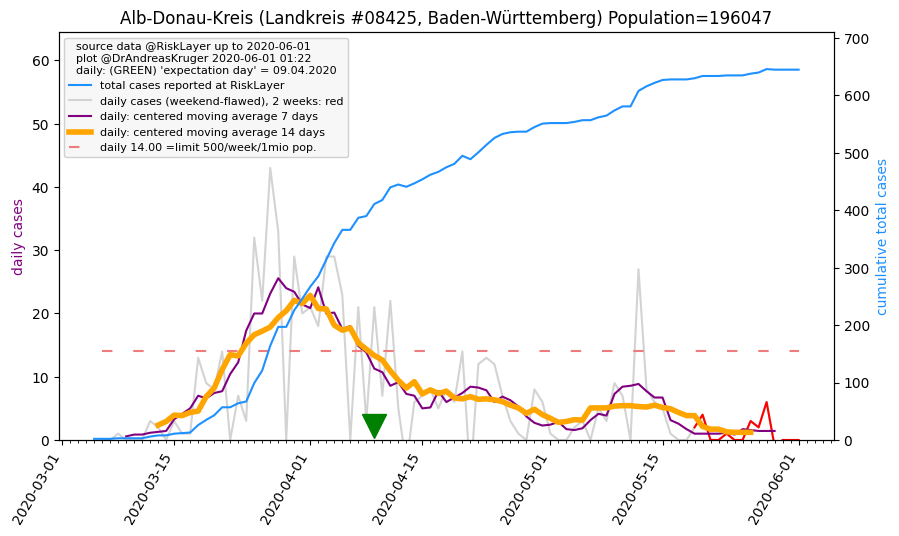 Alb-Donau-Kreis (Landkreis #08425, Baden-Württemberg) Population=196047
source data @RiskLayer up to 2020-06-01
plot @DrAndreasKruger 2020-06-01 01:22
daily: (GREEN) 'expectation day' = 09.04.2020
total cases reported at RiskLayer
daily cases (weekend-flawed), 2 weeks: red
daily: centered moving average 7 days
daily: centered moving average 14 days
daily 14.00 =limit 500/week/1mio pop.
daily cases
0
10
20
30
40
50
60
cumulative total cases
0
100
200
300
400
500
600
700
2020-03-01
2020-03-15
2020-04-01
2020-04-15
2020-05-01
2020-05-15
2020-06-01